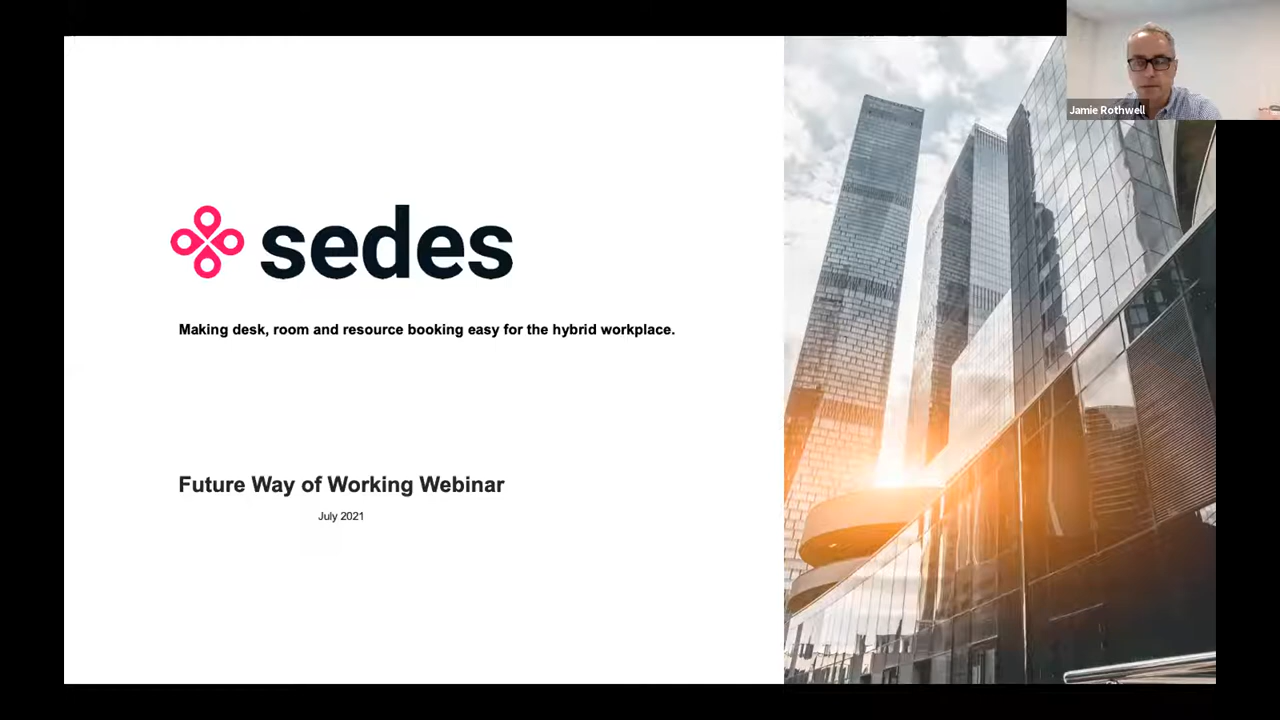 Jamie Rothwell
sedes
Making desk, room and resource booking easy for the hybrid workplace.
Future Way of Working Webinar
July 2021